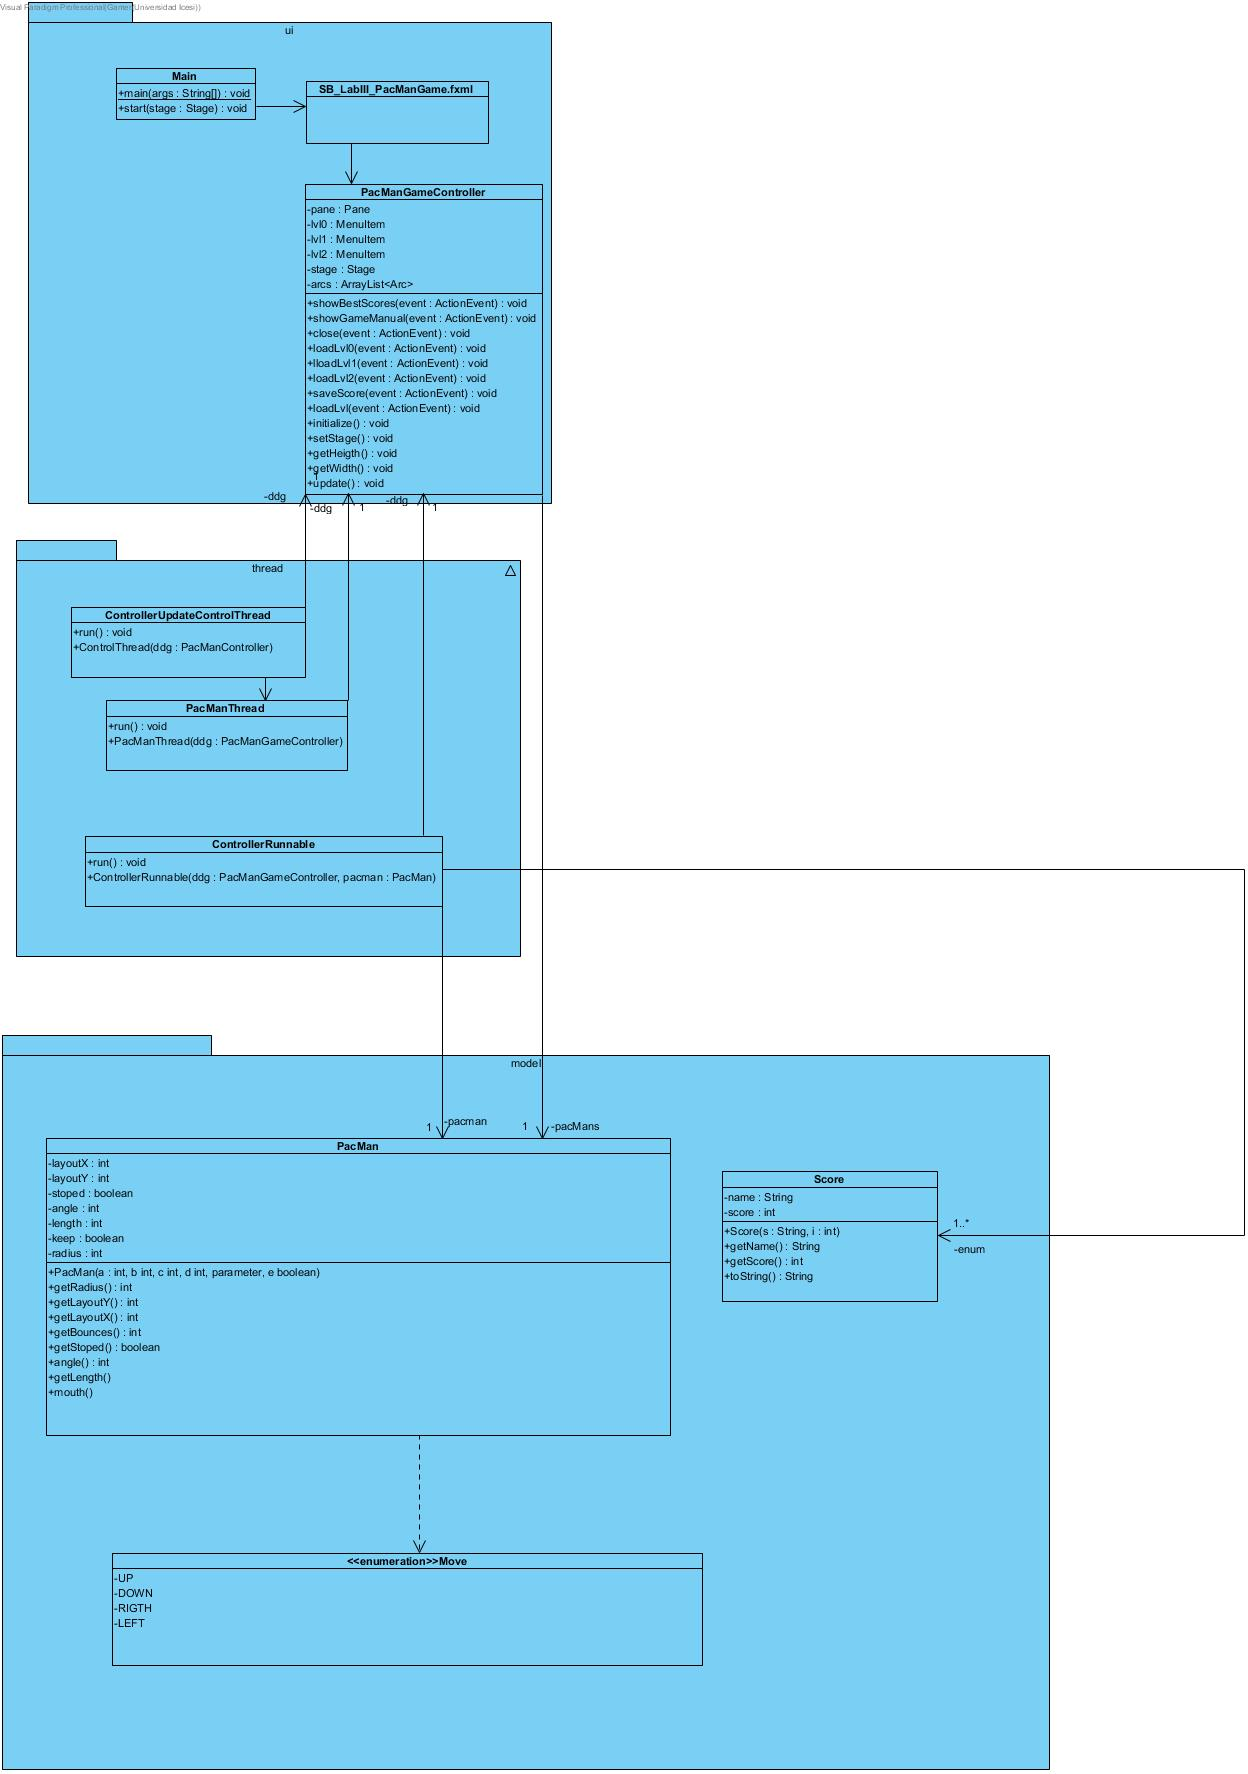 Visual Paradigm Professional(Gamer(Universidad Icesi))
ui
Main
+main(args : String[]) : void
+start(stage : Stage) : void
SB_LabIII_PacManGame.fxml
PacManGameController
-pane : Pane
-lvl0 : MenuItem
-lvl1 : MenuItem
-lvl2 : MenuItem
-stage : Stage
-arcs : ArrayList<Arc>
+showBestScores(event : ActionEvent) : void
+showGameManual(event : ActionEvent) : void
+close(event : ActionEvent) : void
+loadLvl0(event : ActionEvent) : void
+lloadLvl1(event : ActionEvent) : void
+loadLvl2(event : ActionEvent) : void
+saveScore(event : ActionEvent) : void
+loadLvl(event : ActionEvent) : void
+initialize() : void
+setStage() : void
+getHeigth() : void
+getWidth() : void
1
+update() : void
-ddg
-ddg
1
-ddg
1
thread
ControllerUpdateControlThread
+run() : void
+ControlThread(ddg : PacManController)
PacManThread
+run() : void
+PacManThread(ddg : PacManGameController)
ControllerRunnable
+run() : void
+ControllerRunnable(ddg : PacManGameController, pacman : PacMan)
model
1
-pacman
1
-pacMans
PacMan
-layoutX : int
-layoutY : int
-stoped : boolean
-angle : int
-length : int
-keep : boolean
-radius : int
+PacMan(a : int, b int, c int, d int, parameter, e boolean)
+getRadius() : int
+getLayoutY() : int
+getLayoutX() : int
+getBounces() : int
+getStoped() : boolean
+angle() : int
+getLength()
+mouth()
Score
-name : String
-score : int
+Score(s : String, i : int)
+getName() : String
+getScore() : int
+toString() : String
1..*
-enum
<<enumeration>>Move
-UP
-DOWN
-RIGTH
-LEFT